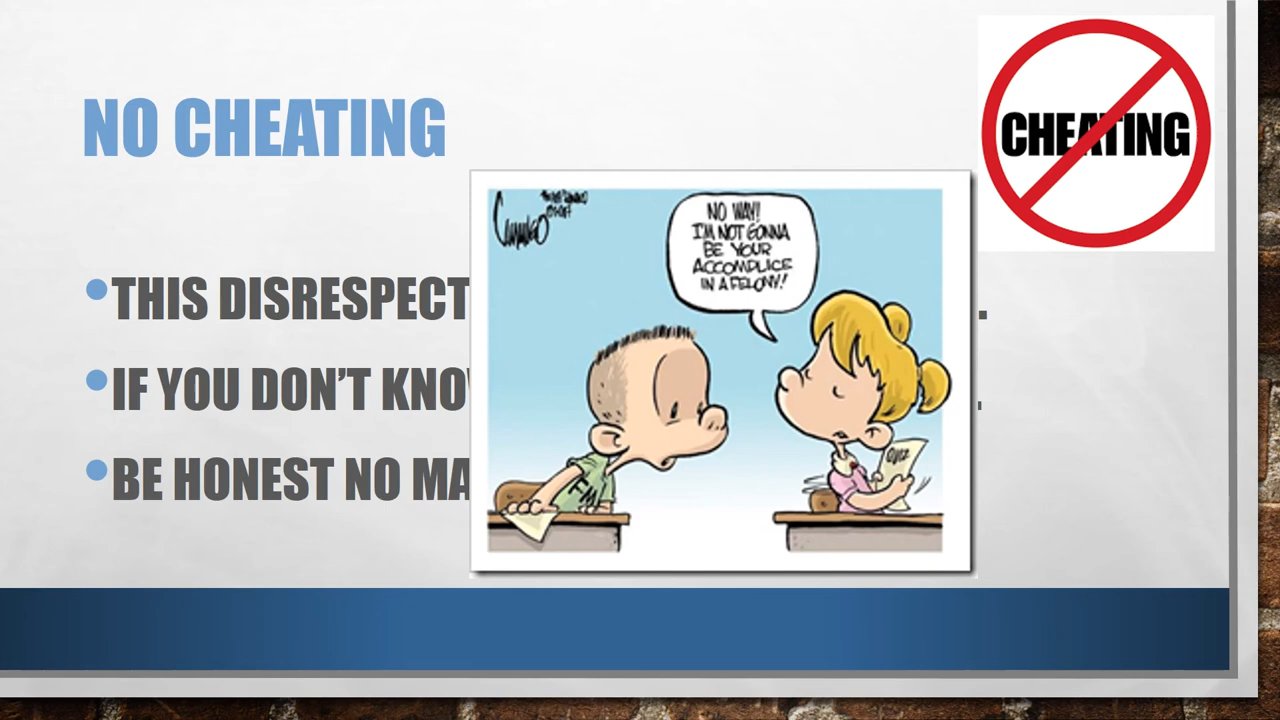 NO CHEATING
CHEATING
THIS DISRESPECT
.
IF YOU DON'T KNO
.
BE HONEST NO MA
NO WAY!
I'M NOT GONNA
BE YOUR
ACCOMPLICE
IN A FELONY!
QUIZ